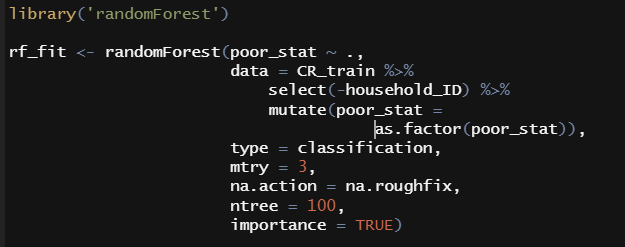 library('randomForest')
rf_fit <- randomForest(poor_stat ~ .,
data = CR_train %>%
select(-household_ID) %>%
mutate(poor_stat =
as.factor(poor_stat)),
type = classification,
mtry = 3,
na.action = na.roughfix,
ntree = 100,
importance = TRUE)